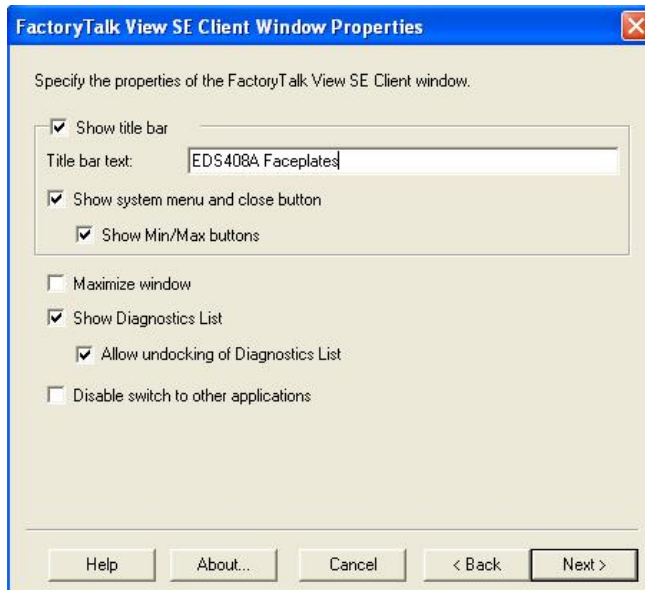 FactoryTalk View SE Client Window Properties
Specify the properties of the FactoryTalk View SE Client window.
Show title bar
Title bar text: EDS408A Faceplates
Show system menu and close button
Show Min/Max buttons
Maximize window
Show Diagnostics List
Allow undocking of Diagnostics List
Disable switch to other applications
Help About... Cancel < Back Next >